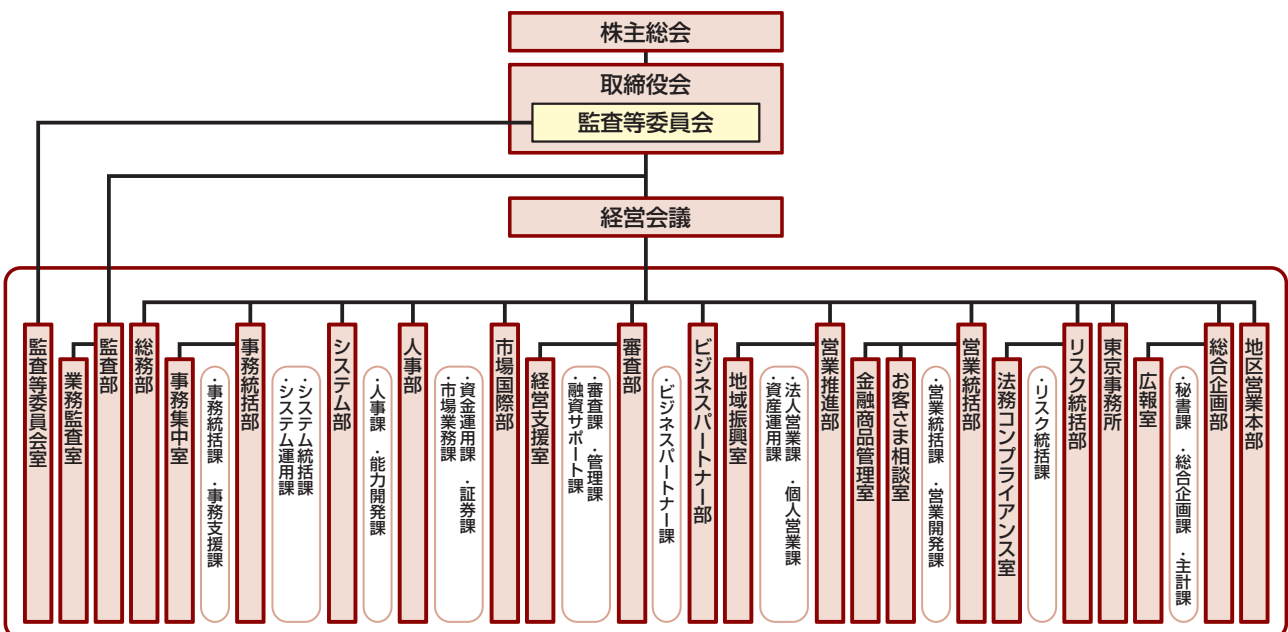 株主総会
取締役会
監査等委員会
経営会議
地区営業本部
総合企画部
・秘書課 ・総合企画課 ・主計課
広報室
東京事務所
リスク統括部
・リスク統括課
法務コンプライアンス室
営業統括部
・営業統括課 ・営業開発課
お客さま相談室
金融商品管理室
営業推進部
・法人営業課 ・個人営業課
・資産運用課
地域振興室
ビジネスパートナー部
・ビジネスパートナー課
審査部
・審査課 ・管理課
・融資サポート課
経営支援室
市場国際部
・資金運用課 ・証券課
・市場業務課
人事部
・人事課 ・能力開発課
システム部
・システム統括課
・システム運用課
事務統括部
・事務統括課 ・事務支援課
事務集中室
総務部
監査部
業務監査室
監査等委員会室